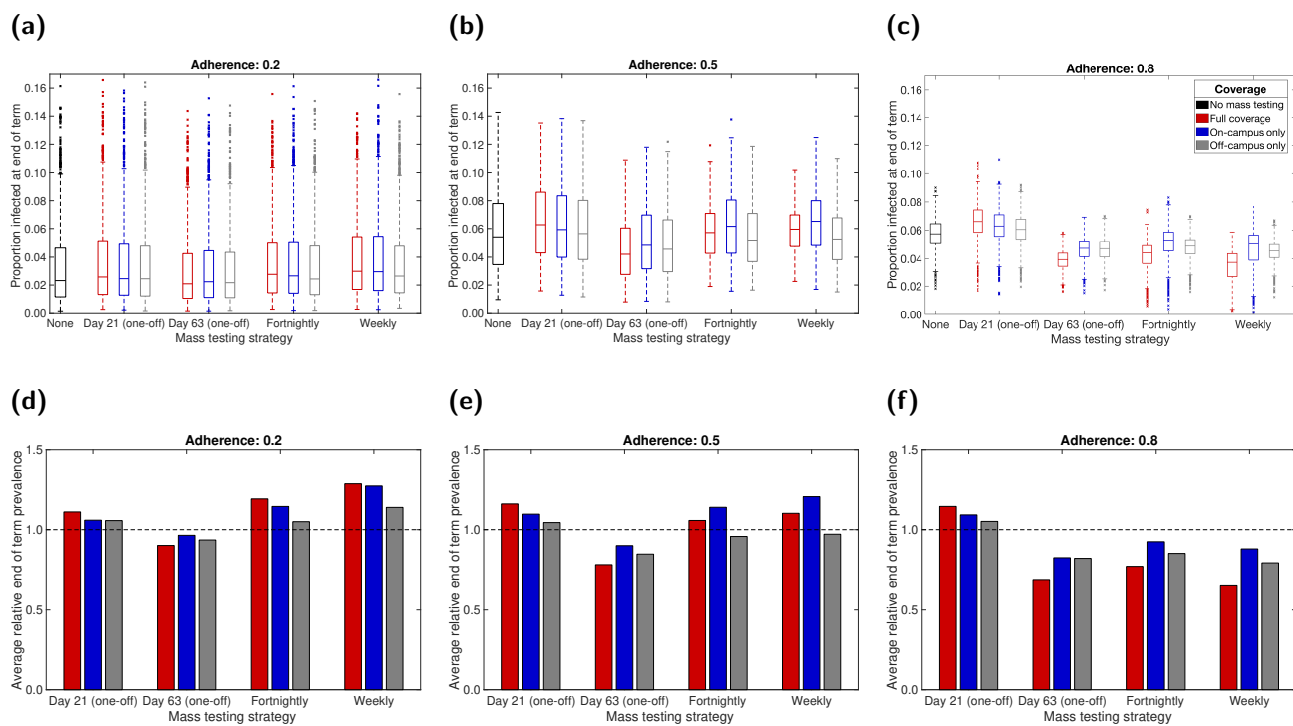 (a)
Adherence: 0.2
Proportion infected at end of term
0.16
0.14
0.12
0.10
0.08
0.06
0.04
0.02
0.00
None
Day 21 (one-off)
Day 63 (one-off)
Fortnightly
Weekly
Mass testing strategy
(b)
Adherence: 0.5
Proportion infected at end of term
0.16
0.14
0.12
0.10
0.08
0.06
0.04
0.02
0.00
None
Day 21 (one-off)
Day 63 (one-off)
Fortnightly
Weekly
Mass testing strategy
(c)
Adherence: 0.8
Proportion infected at end of term
0.16
0.14
0.12
0.10
0.08
0.06
0.04
0.02
0.00
Coverage
No mass testing
Full coverage
On-campus only
Off-campus only
None
Day 21 (one-off)
Day 63 (one-off)
Fortnightly
Weekly
Mass testing strategy
(d)
Adherence: 0.2
Average relative end of term prevalence
1.5
1.0
1.0
0.0
Day 21 (one-off)
Day 63 (one-off)
Fortnightly
Weekly
Mass testing strategy
(e)
Adherence: 0.5
Average relative end of term prevalence
1.5
1.0
1.0
0.0
Day 21 (one-off)
Day 63 (one-off)
Fortnightly
Weekly
Mass testing strategy
(f)
Adherence: 0.8
Average relative end of term prevalence
1.5
1.0
1.0
0.0
Day 21 (one-off)
Day 63 (one-off)
Fortnightly
Weekly
Mass testing strategy